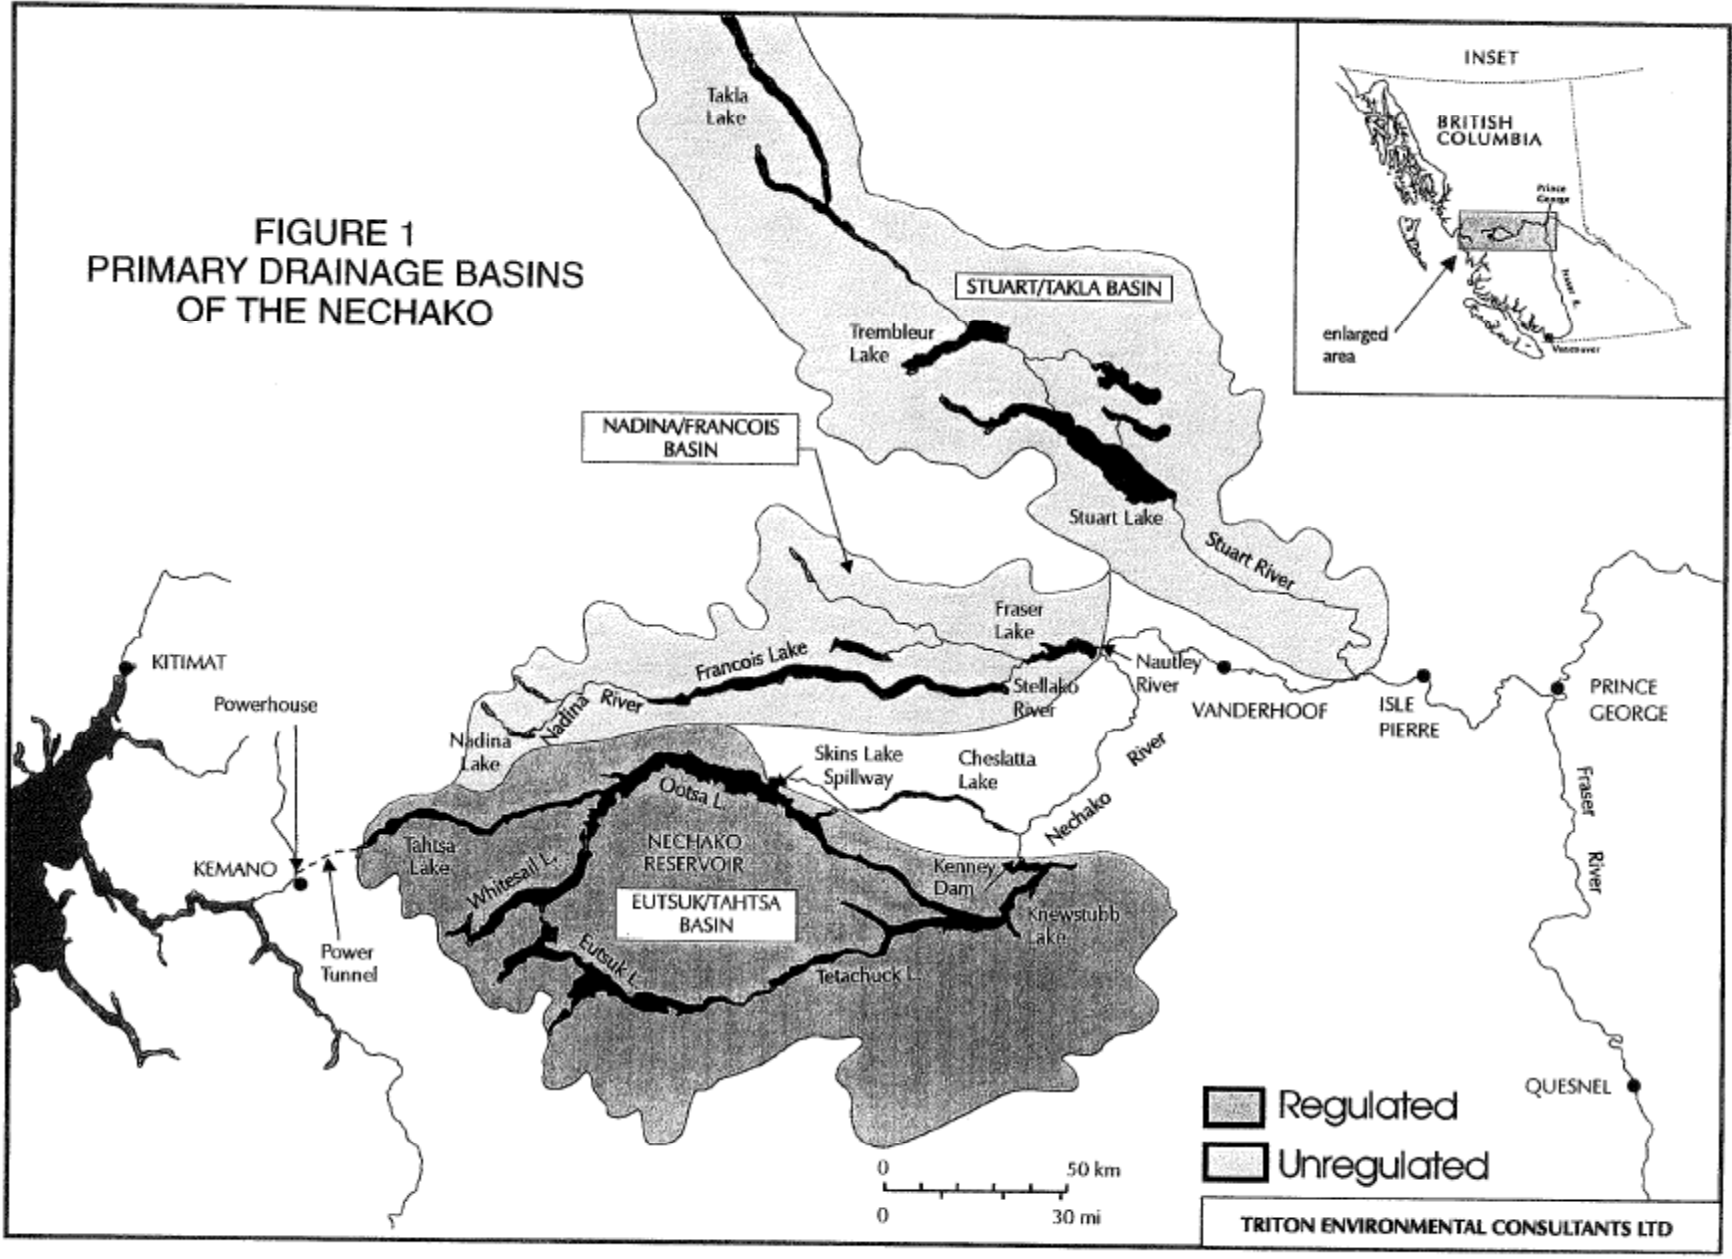 FIGURE 1
PRIMARY DRAINAGE BASINS
OF THE NECHAKO
INSET
BRITISH
COLUMBIA
Prince
George
Fraser R.
Vancouver
enlarged
area
Takla
Lake
STUART/TAKLA BASIN
Trembleur
Lake
NADINA/FRANCOIS
BASIN
Stuart Lake
Stuart River
Fraser
Lake
Francois Lake
Nautley
River
Stellako
River
Nadina River
Nadina
Lake
KITIMAT
Powerhouse
VANDERHOOF
ISLE
PIERRE
PRINCE
GEORGE
Skins Lake
Spillway
Cheslatta
Lake
Nechako River
Fraser River
Ootsa L.
NECHAKO
RESERVOIR
Tahtsa
Lake
KEMANO
Whitesail L.
Kenney
Dam
EUTSUK/TAHTSA
BASIN
Knewstubb
Lake
Power
Tunnel
Eutsuk L.
Tetachuck L.
QUESNEL
Regulated
Unregulated
0 50 km
0 30 mi
TRITON ENVIRONMENTAL CONSULTANTS LTD